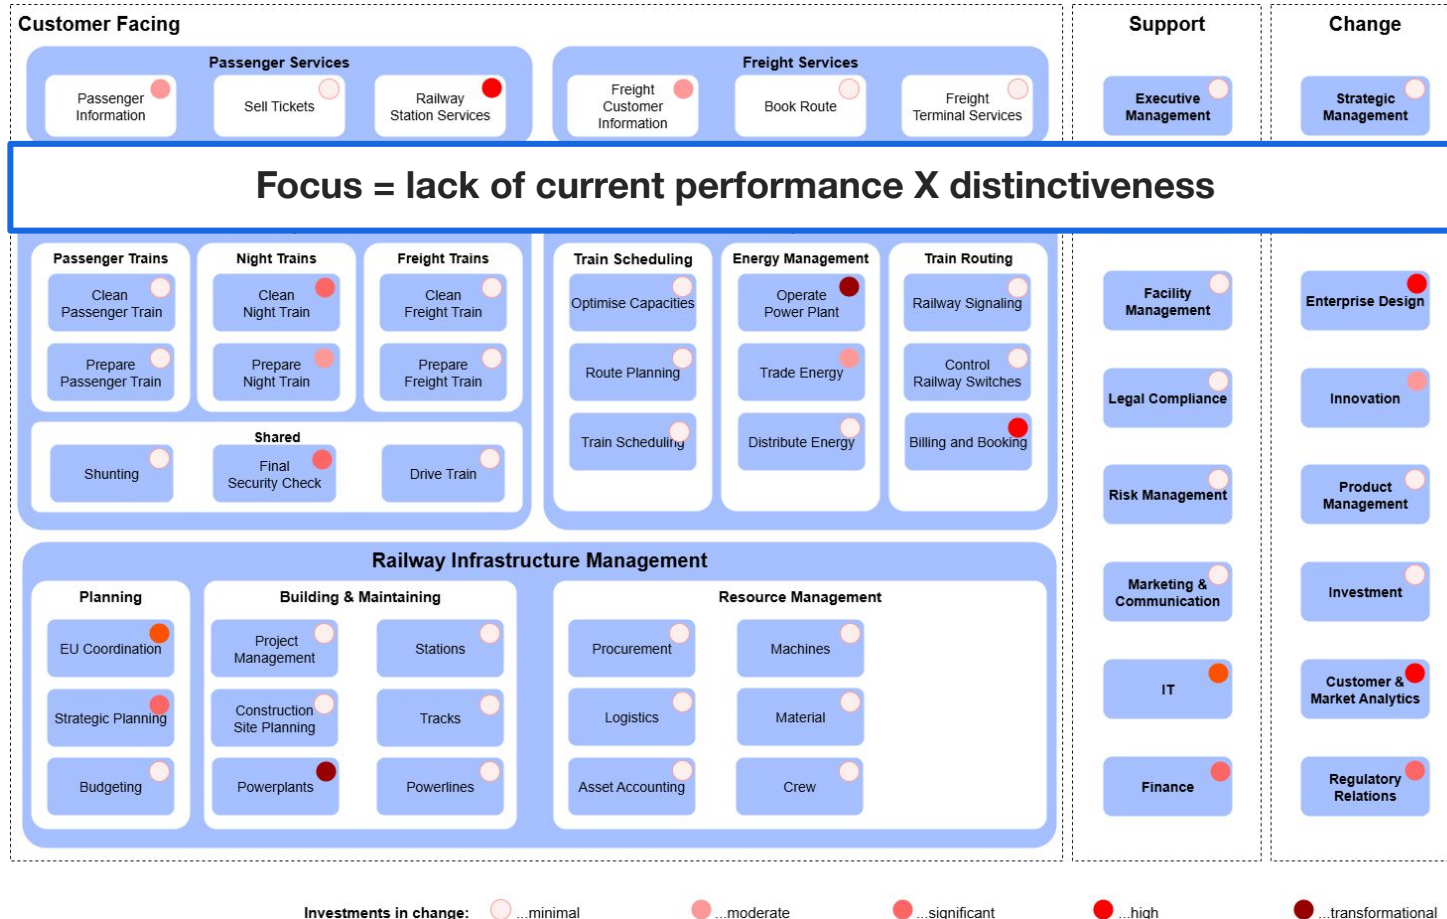 Customer Facing
Support
Change
Passenger Services
Passenger
Information
Sell Tickets
Railway
Station Services
Freight Services
Freight
Customer
Information
Book Route
Freight
Terminal Services
Executive
Management
Strategic
Management
Focus = lack of current performance X distinctiveness
Passenger Trains
Clean
Passenger Train
Prepare
Passenger Train
Night Trains
Clean
Night Train
Prepare
Night Train
Freight Trains
Clean
Freight Train
Prepare
Freight Train
Shared
Shunting
Final
Security Check
Drive Train
Train Scheduling
Optimise Capacities
Route Planning
Train Scheduling
Energy Management
Operate
Power Plant
Trade Energy
Distribute Energy
Train Routing
Railway Signaling
Control
Railway Switches
Billing and Booking
Facility
Management
Legal Compliance
Risk Management
Marketing &
Communication
IT
Finance
Enterprise Design
Innovation
Product
Management
Investment
Customer &
Market Analytics
Regulatory
Relations
Railway Infrastructure Management
Planning
EU Coordination
Strategic Planning
Budgeting
Building & Maintaining
Project
Management
Stations
Construction
Site Planning
Tracks
Powerplants
Powerlines
Resource Management
Procurement
Machines
Logistics
Material
Asset Accounting
Crew
Investments in change: ...minimal ...moderate ...significant ...high ...transformational